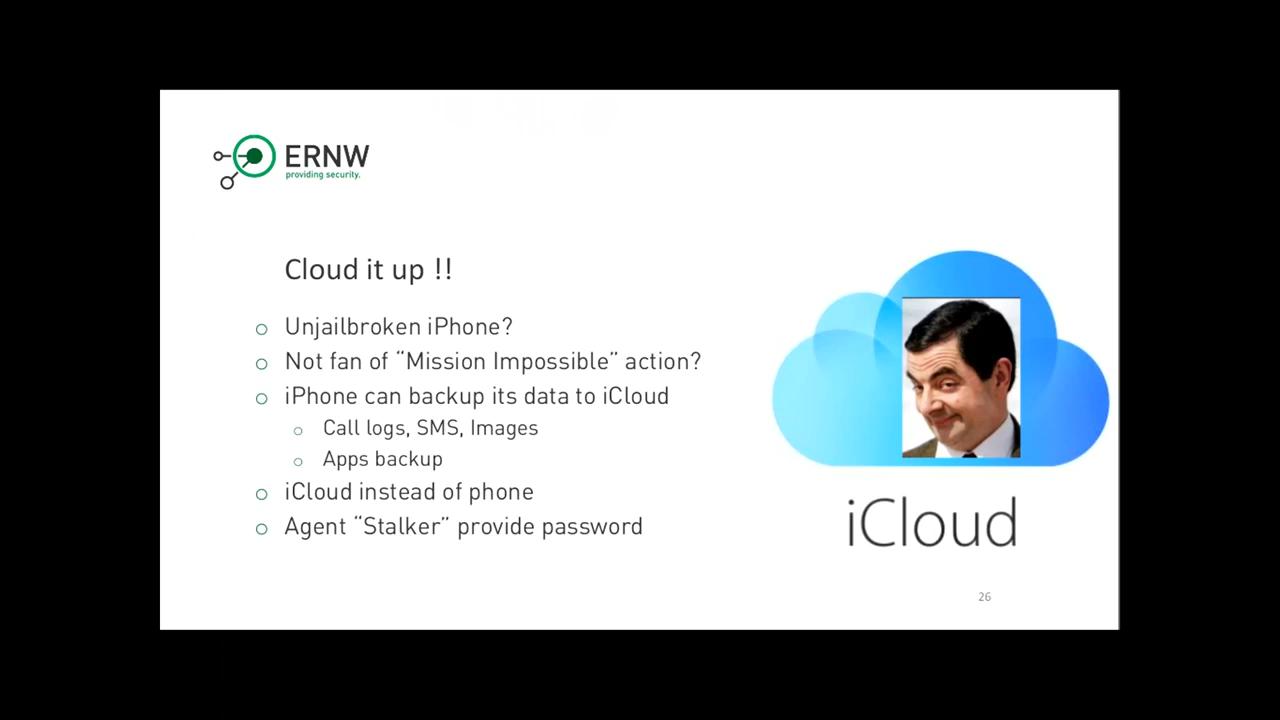 ERNW
providing security.
Cloud it up !!
Unjailbroken iPhone?
Not fan of “Mission Impossible” action?
iPhone can backup its data to iCloud
Call logs, SMS, Images
Apps backup
iCloud instead of phone
Agent “Stalker” provide password
iCloud
26